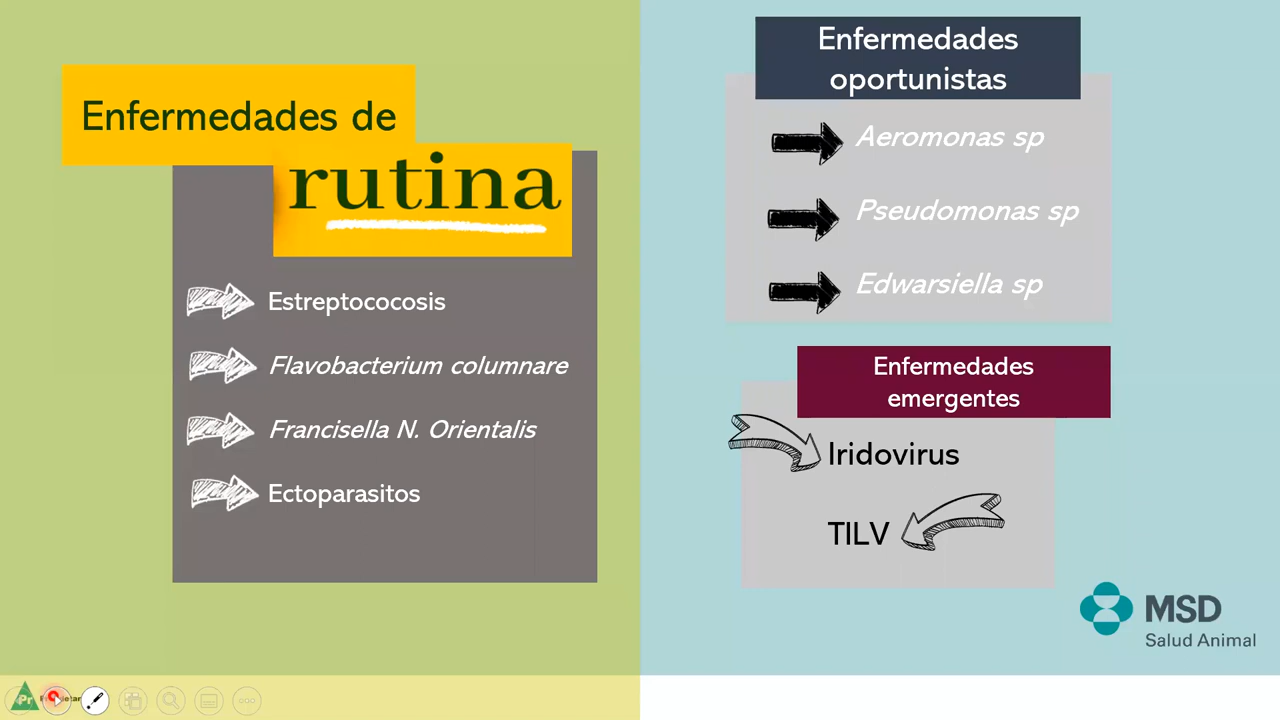 Enfermedades de
rutina
Estreptococosis
Flavobacterium columnare
Francisella N. Orientalis
Ectoparasitos
Enfermedades
oportunistas
Aeromonas sp
Pseudomonas sp
Edwarsiella sp
Enfermedades
emergentes
Iridovirus
TILV
MSD
Salud Animal
Pr